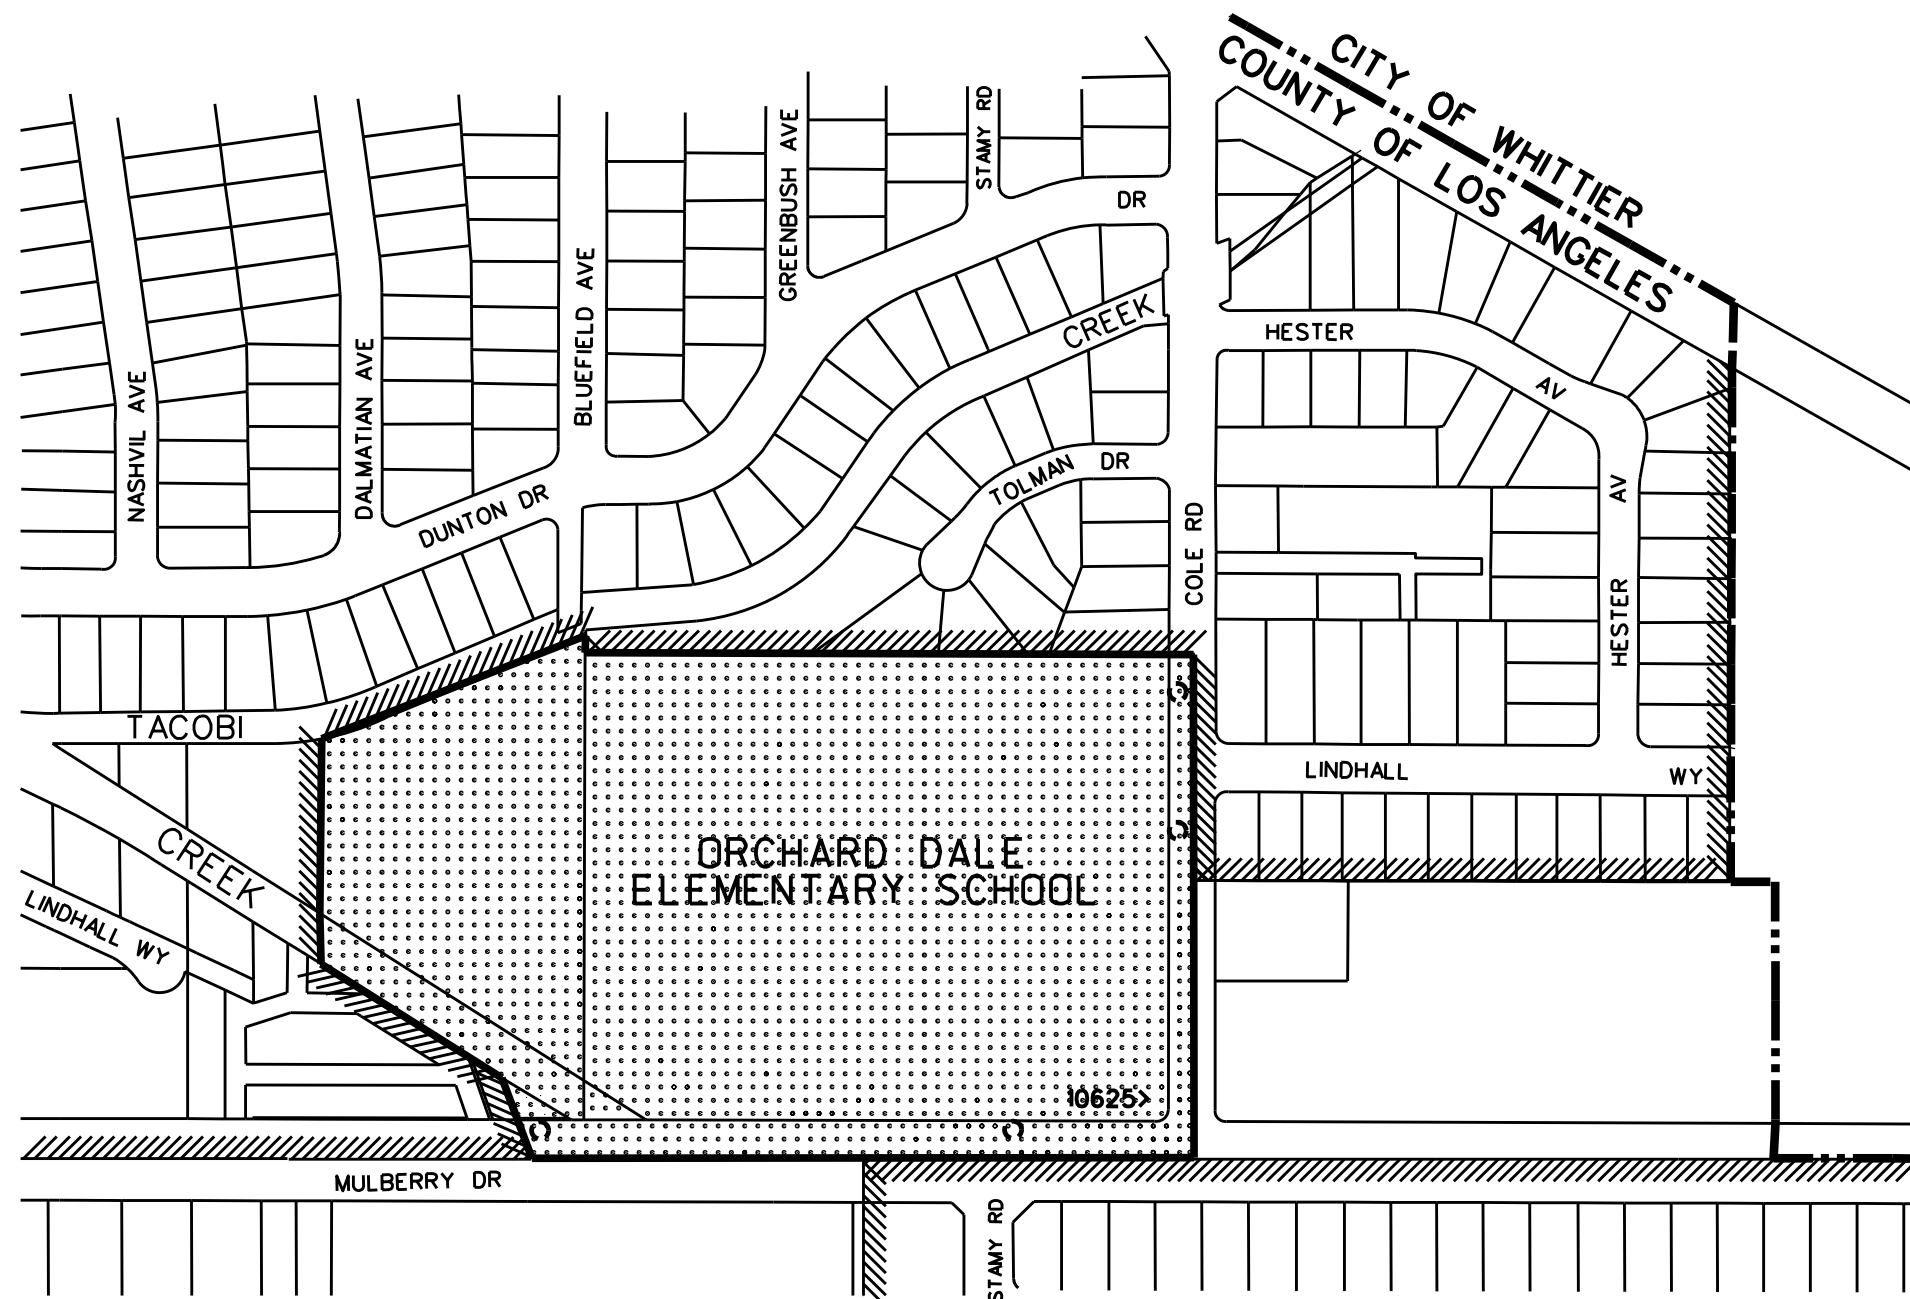 CITY OF WHITTIER
COUNTY OF LOS ANGELES
STAMY RD
GREENBUSH AVE
DR
BLUEFIELD AVE
CREEK
HESTER
AV
DALMATIAN AVE
NASHVIL AVE
TOLMAN DR
DUNTON DR
COLE RD
HESTER AV
TACOBI
CREEK
LINDHALL WY
LINDHALL WY
ORCHARD DALE
ELEMENTARY SCHOOL
10625>
MULBERRY DR
STAMY RD